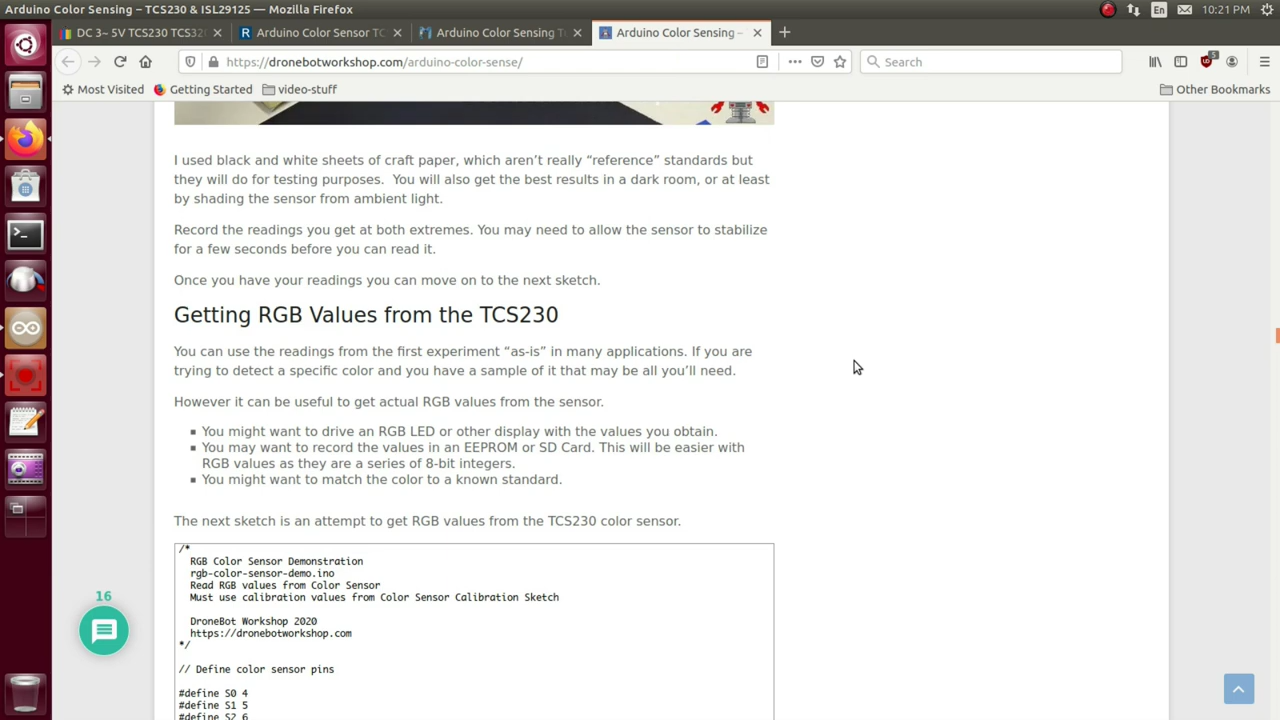 Arduino Color Sensing – TCS230 & ISL29125 — Mozilla Firefox
En
10:21 PM
DC 3~ 5V TCS230 TCS32
Arduino Color Sensor TC
Arduino Color Sensing T
Arduino Color Sensing –
https://dronebotworkshop.com/arduino-color-sense/
Search
5
Most Visited
Getting Started
video-stuff
Other Bookmarks
I used black and white sheets of craft paper, which aren’t really “reference” standards but
they will do for testing purposes. You will also get the best results in a dark room, or at least
by shading the sensor from ambient light.
Record the readings you get at both extremes. You may need to allow the sensor to stabilize
for a few seconds before you can read it.
Once you have your readings you can move on to the next sketch.
Getting RGB Values from the TCS230
You can use the readings from the first experiment “as-is” in many applications. If you are
trying to detect a specific color and you have a sample of it that may be all you’ll need.
However it can be useful to get actual RGB values from the sensor.
You might want to drive an RGB LED or other display with the values you obtain.
You may want to record the values in an EEPROM or SD Card. This will be easier with
RGB values as they are a series of 8-bit integers.
You might want to match the color to a known standard.
The next sketch is an attempt to get RGB values from the TCS230 color sensor.
/*
RGB Color Sensor Demonstration
rgb-color-sensor-demo.ino
Read RGB values from Color Sensor
Must use calibration values from Color Sensor Calibration Sketch
DroneBot Workshop 2020
https://dronebotworkshop.com
*/
// Define color sensor pins
#define S0 4
#define S1 5
#define S2 6
16